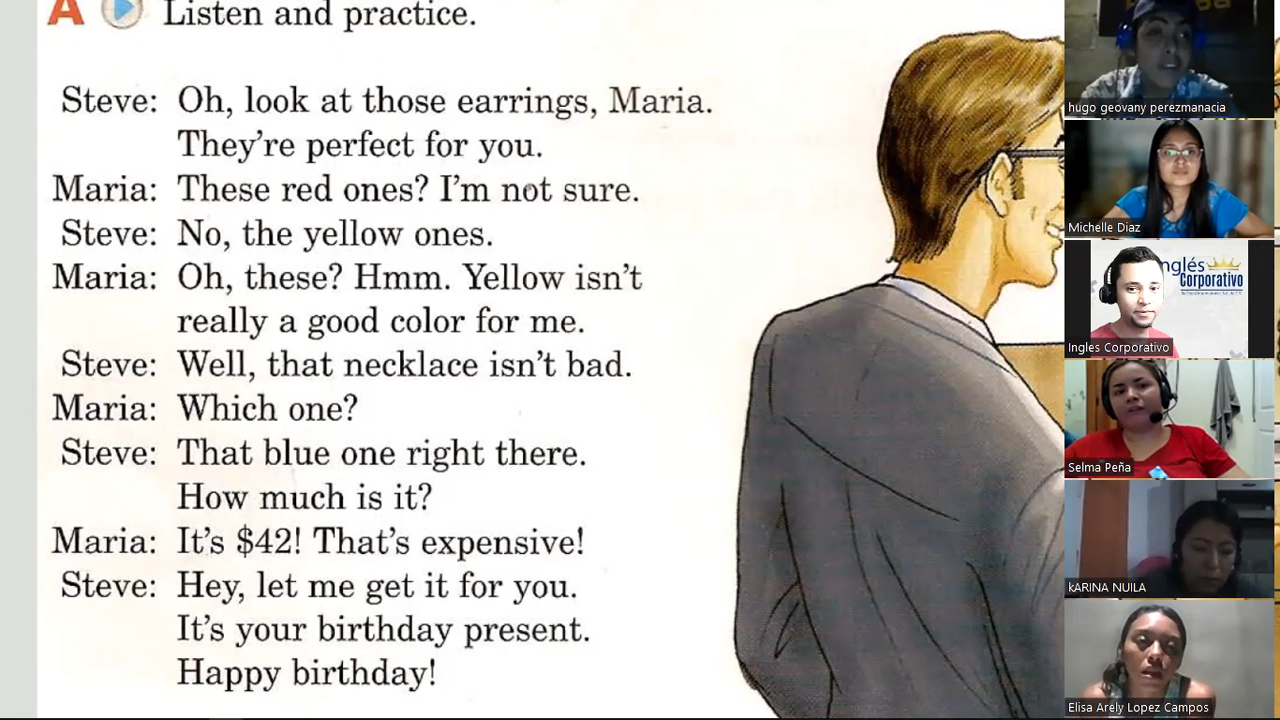 A Listen and practice.
Steve: Oh, look at those earrings, Maria.
They're perfect for you.
Maria: These red ones? I'm not sure.
Steve: No, the yellow ones.
Maria: Oh, these? Hmm. Yellow isn't
really a good color for me.
Steve: Well, that necklace isn't bad.
Maria: Which one?
Steve: That blue one right there.
How much is it?
Maria: It's $42! That's expensive!
Steve: Hey, let me get it for you.
It's your birthday present.
Happy birthday!
hugo geovany perezmanacia
Michelle Díaz
Inglés
Corporativo
Ingles Corporativo
Selma Peña
kARINA NUILA
Elisa Arely Lopez Campos